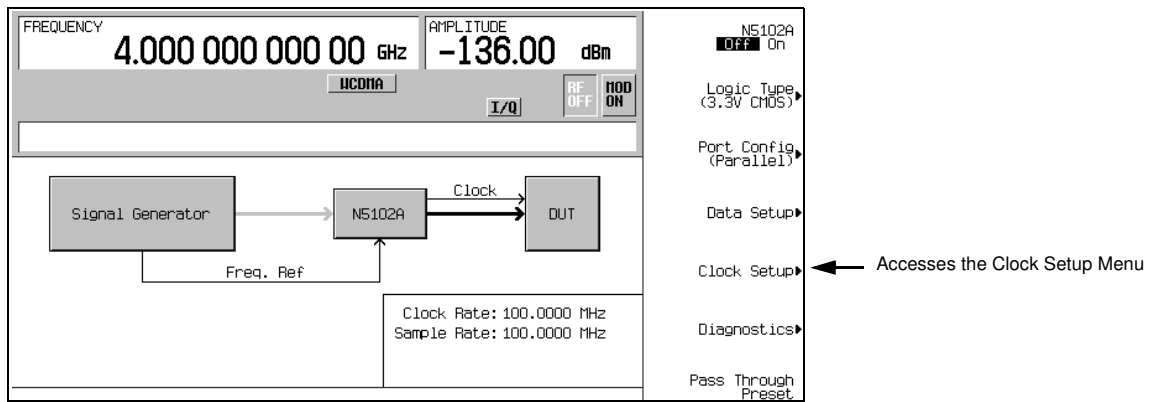 FREQUENCY
4.000 000 000 00 GHz
AMPLITUDE
-136.00 dBm
WCDMA
I/Q
RF
OFF
MOD
ON
Signal Generator
N5102A
Clock
DUT
Freq. Ref
Clock Rate: 100.0000 MHz
Sample Rate: 100.0000 MHz
N5102A
Off On
Logic Type
(3.3V CMOS)
Port Config
(Parallel)
Data Setup
Clock Setup
Accesses the Clock Setup Menu
Diagnostics
Pass Through
Preset